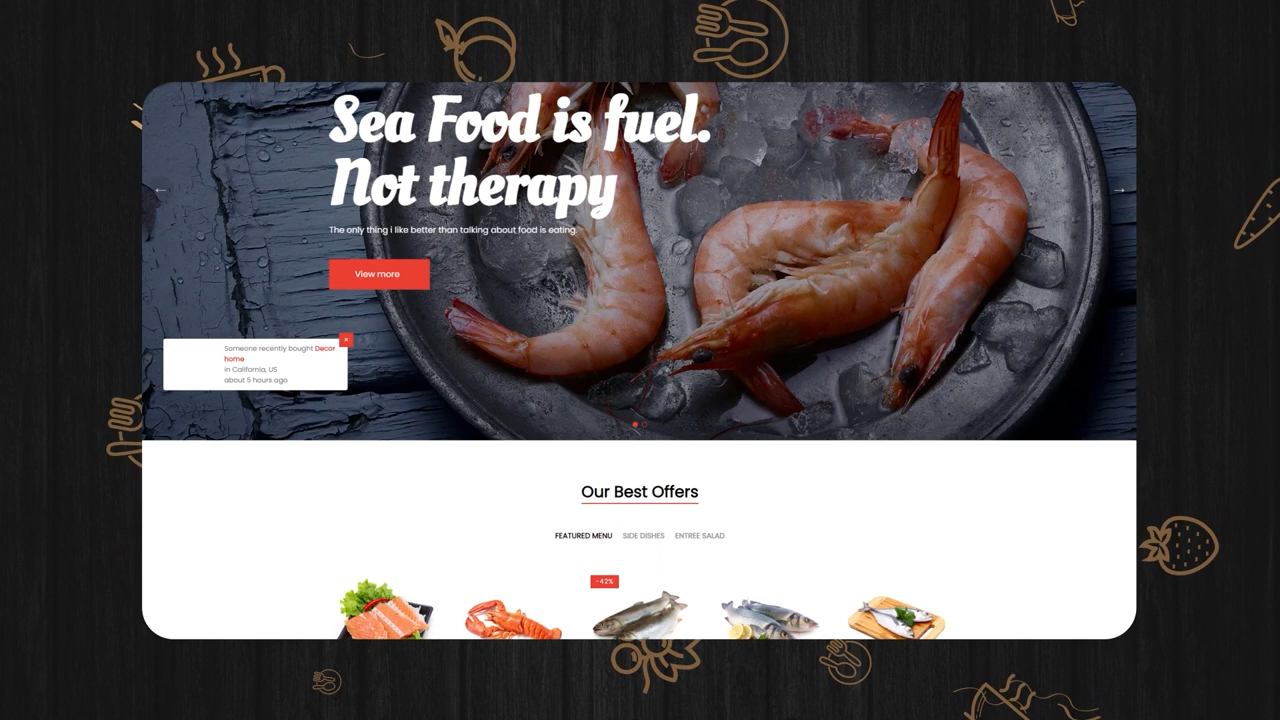 Sea Food is fuel.
Not therapy
The only thing i like better than talking about food is eating.
View more
Someone recently bought Decor
home
in California, US
about 5 hours ago
Our Best Offers
FEATURED MENU SIDE DISHES ENTREE SALAD
-42%